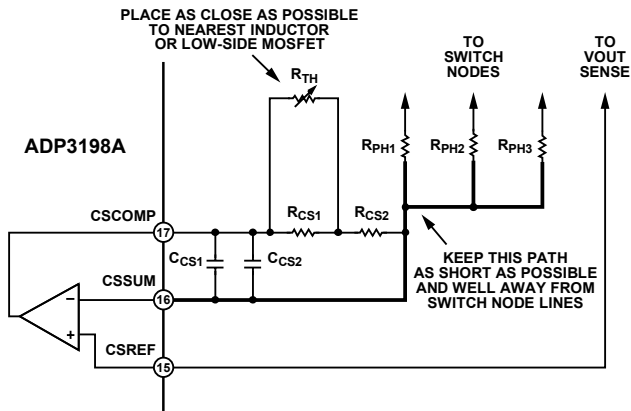 PLACE AS CLOSE AS POSSIBLE
TO NEAREST INDUCTOR
OR LOW-SIDE MOSFET
TO
SWITCH
NODES
TO
VOUT
SENSE
RTH
ADP3198A
RPH1
RPH2
RPH3
CSCOMP
17
RCS1
RCS2
CCS1
CCS2
KEEP THIS PATH
AS SHORT AS POSSIBLE
AND WELL AWAY FROM
SWITCH NODE LINES
CSSUM
16
−
+
CSREF
15